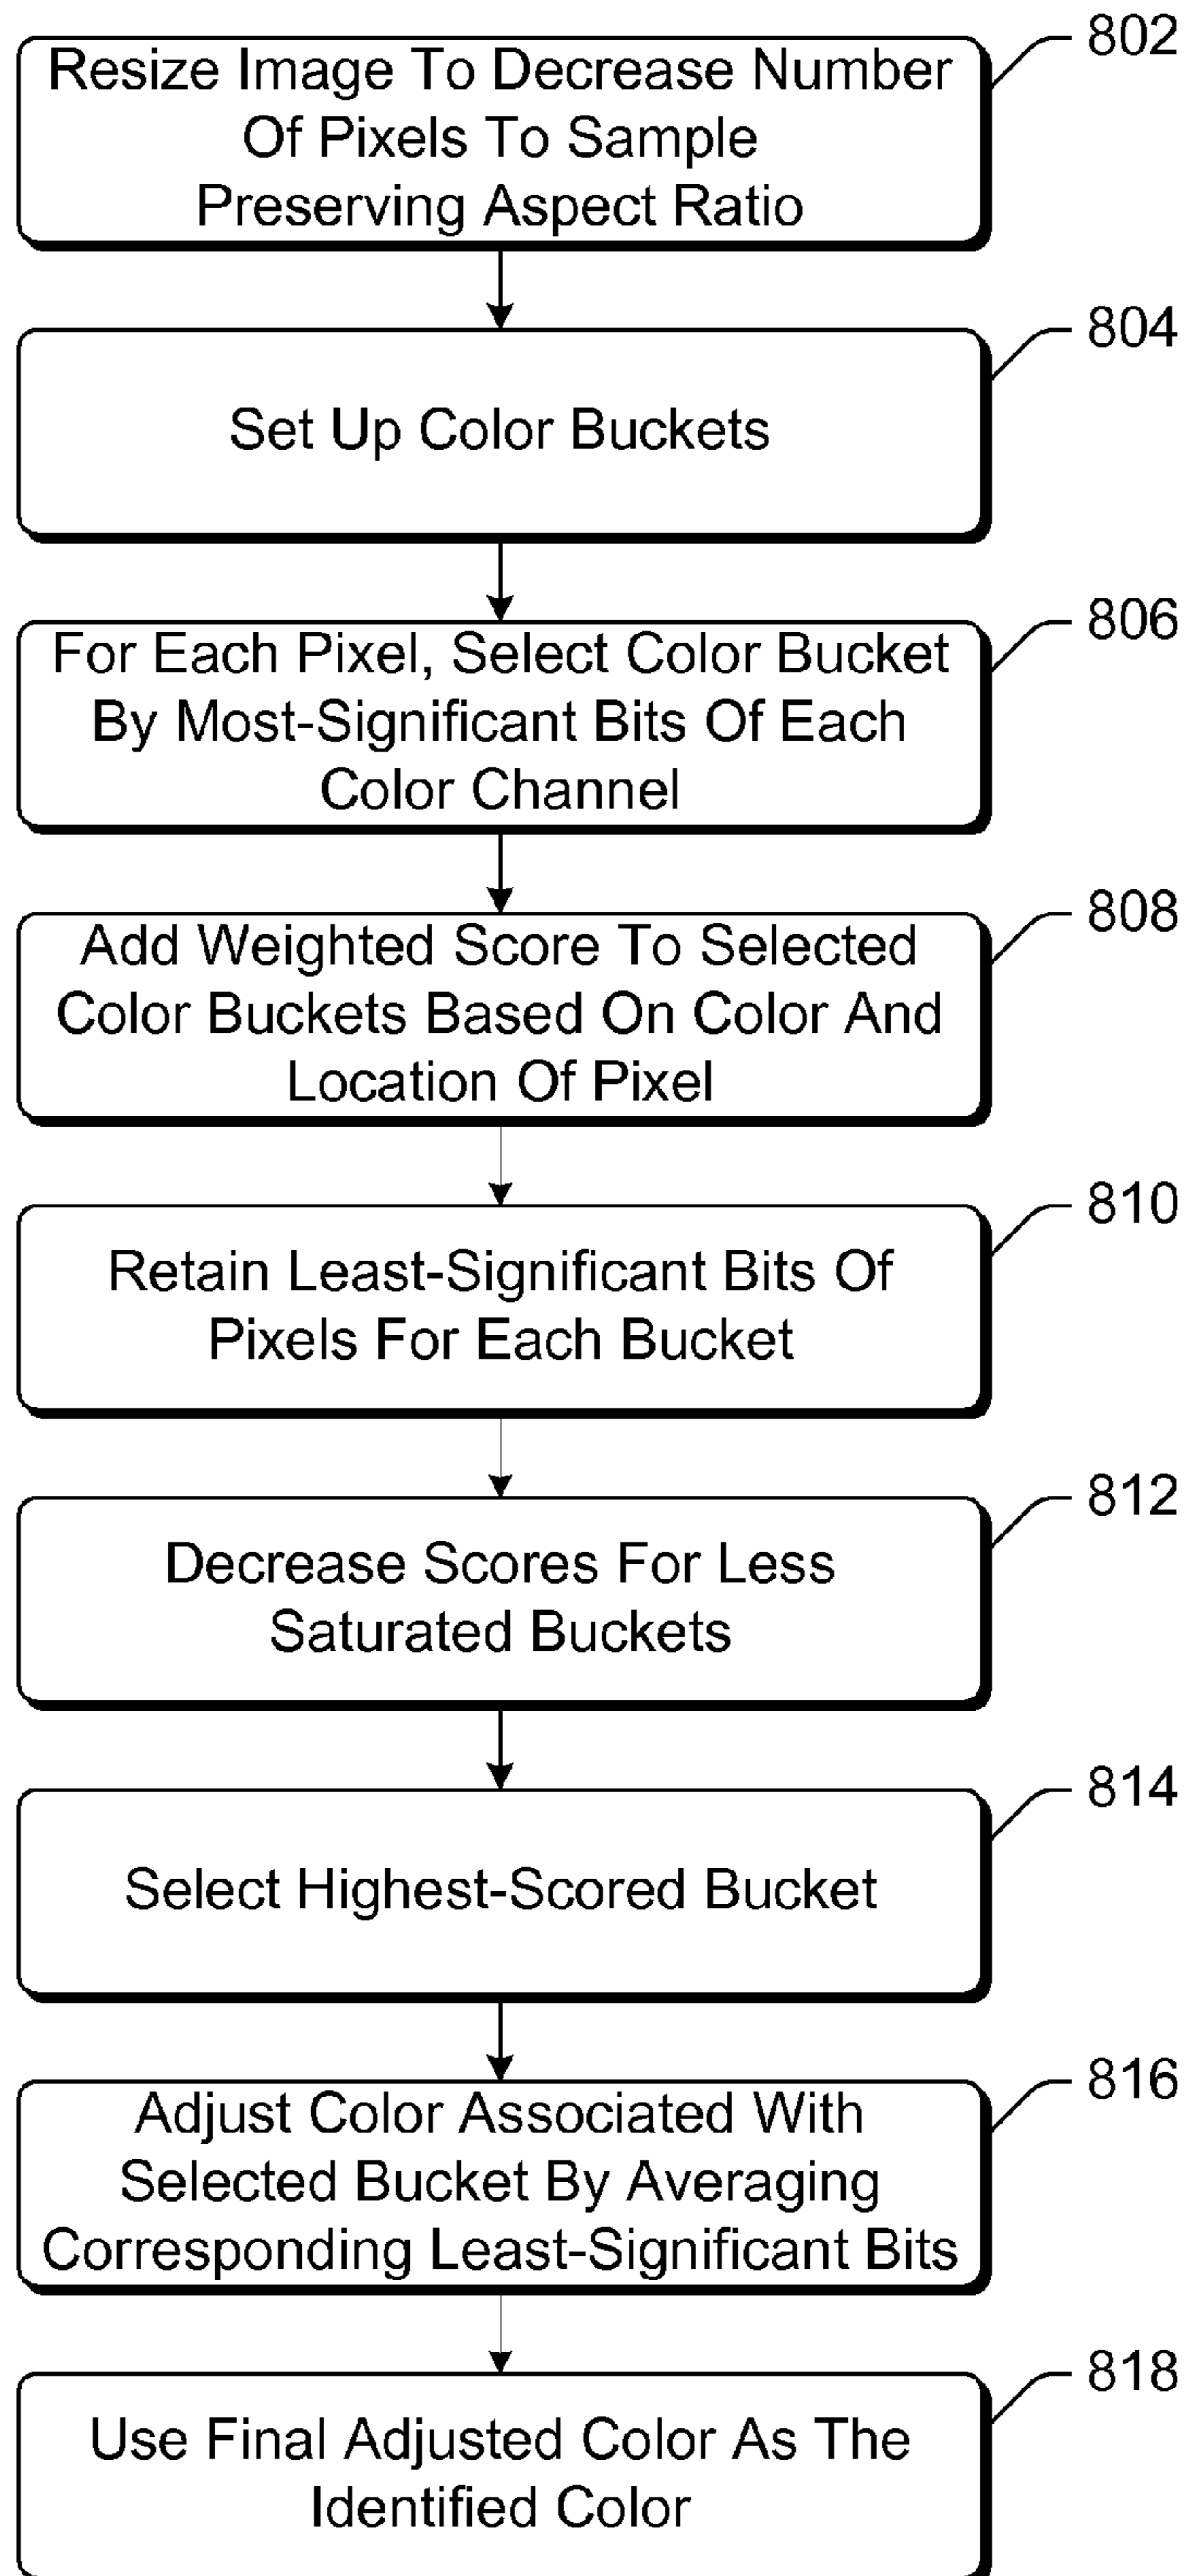 802
Resize Image To Decrease Number
Of Pixels To Sample
Preserving Aspect Ratio
804
Set Up Color Buckets
806
For Each Pixel, Select Color Bucket
By Most-Significant Bits Of Each
Color Channel
808
Add Weighted Score To Selected
Color Buckets Based On Color And
Location Of Pixel
810
Retain Least-Significant Bits Of
Pixels For Each Bucket
812
Decrease Scores For Less
Saturated Buckets
814
Select Highest-Scored Bucket
816
Adjust Color Associated With
Selected Bucket By Averaging
Corresponding Least-Significant Bits
818
Use Final Adjusted Color As The
Identified Color